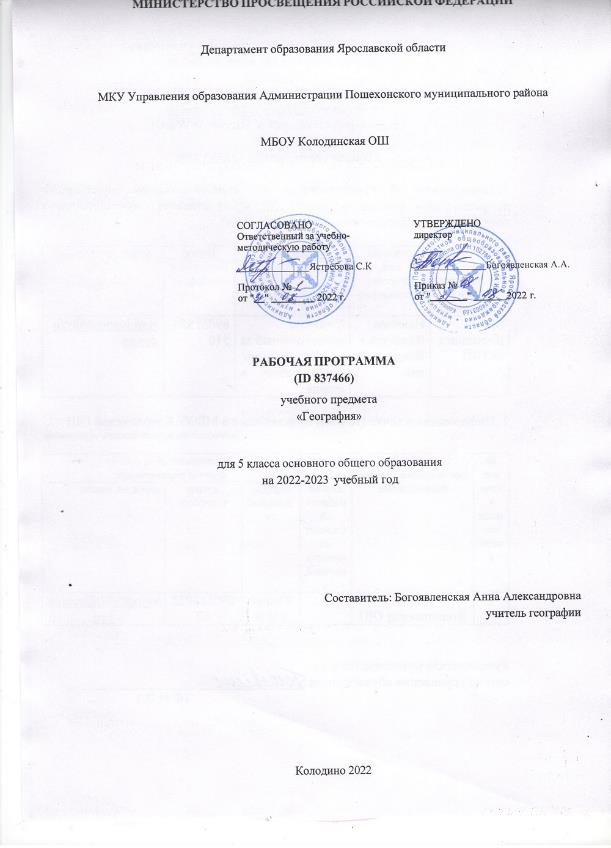 МИНИСТЕРСТВО ПРОСВЕЩЕНИЯ РОССИЙСКОЙ ФЕДЕРАЦИИ
Департамент образования Ярославской области
МКУ Управления образования Администрации Пошехонского муниципального района
МБОУ Колодинская ОШ
СОГЛАСОВАНО
Ответственный за учебно-
методическую работу
Ястребова С.К
Протокол №
от " " 2022 г.
УТВЕРЖДЕНО
директор
Богоявленская А.А.
Приказ №
от " " 2022 г.
РАБОЧАЯ ПРОГРАММА
(ID 837466)
учебного предмета
«География»
для 5 класса основного общего образования
на 2022-2023 учебный год
Составитель: Богоявленская Анна Александровна
учитель географии
Колодино 2022